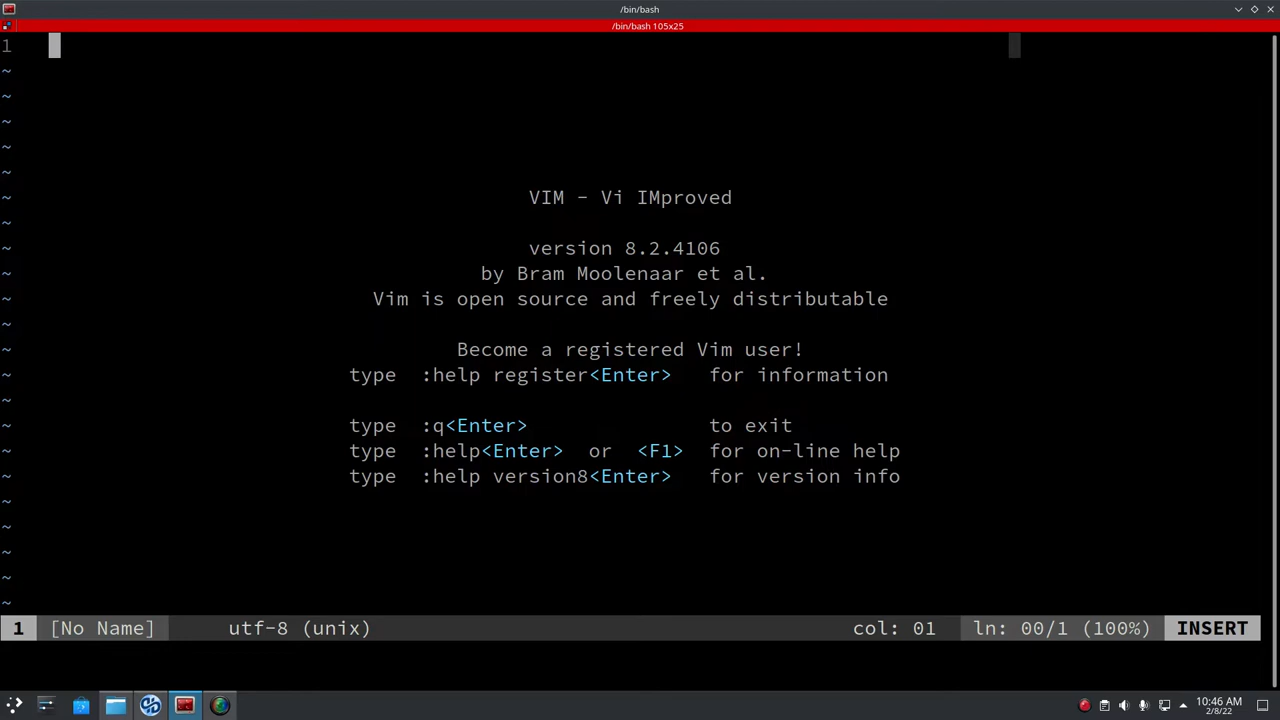 /bin/bash
/bin/bash 105x25
1
~
~
~
~
~
~ VIM - Vi IMproved
~
~ version 8.2.4106
~ by Bram Moolenaar et al.
~ Vim is open source and freely distributable
~
~ Become a registered Vim user!
~ type :help register<Enter> for information
~
~ type :q<Enter> to exit
~ type :help<Enter> or <F1> for on-line help
~ type :help version8<Enter> for version info
~
~
~
~
~
1 [No Name] utf-8 (unix) col: 01 ln: 00/1 (100%) INSERT
10:46 AM
2/8/22